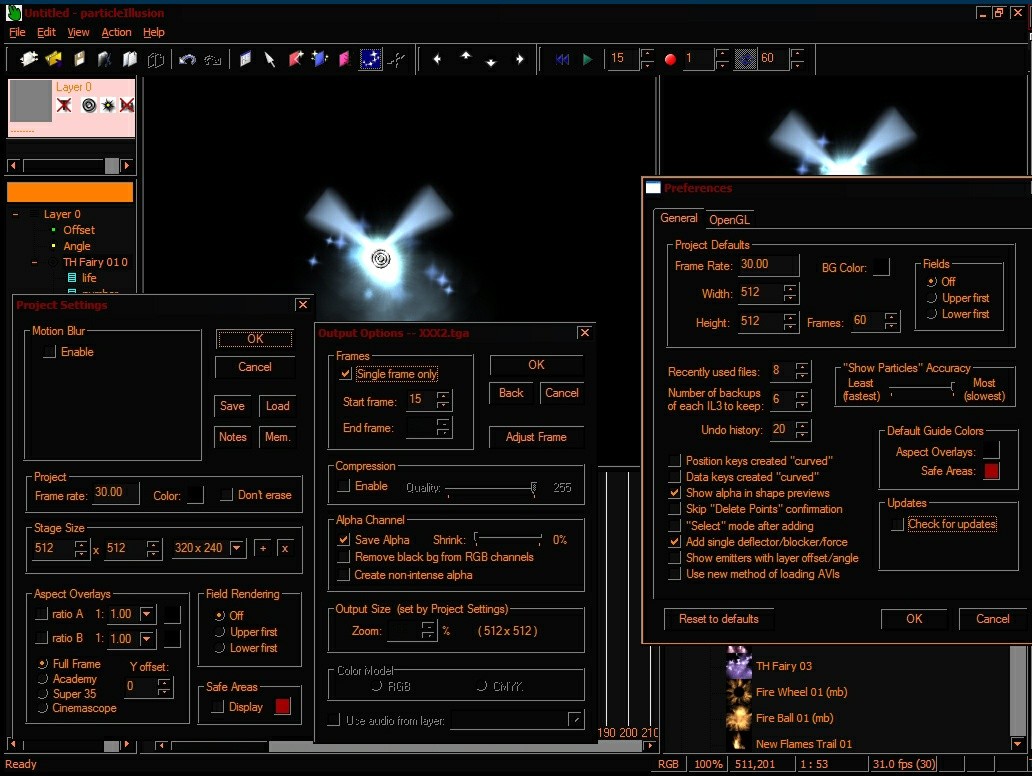 Untitled - particleIllusion
File Edit View Action Help
15 1 60
Layer 0
--------
Layer 0
Offset
Angle
TH Fairy 01 0
life
number
Project Settings
Motion Blur
Enable
OK
Cancel
Save Load
Notes Mem.
Project
Frame rate: 30.00 Color: Don't erase
Stage Size
512 x 512 320 x 240 + x
Aspect Overlays
ratio A 1: 1.00
ratio B 1: 1.00
Full Frame
Academy
Super 35
Cinemascope
Y offset:
0
Field Rendering
Off
Upper first
Lower first
Safe Areas
Display
Output Options -- XXX2.tga
Frames
Single frame only
Start frame: 15
End frame:
OK
Back Cancel
Adjust Frame
Compression
Enable Quality: 255
Alpha Channel
Save Alpha Shrink: 0%
Remove black bg from RGB channels
Create non-intense alpha
Output Size (set by Project Settings)
Zoom: % ( 512 x 512 )
Color Model
RGB CMYK
Use audio from layer:
190 200 210
Preferences
General OpenGL
Project Defaults
Frame Rate: 30.00 BG Color:
Width: 512
Height: 512 Frames: 60
Fields
Off
Upper first
Lower first
Recently used files: 8
Number of backups
of each IL3 to keep: 6
Undo history: 20
"Show Particles" Accuracy
Least
(fastest)
Most
(slowest)
Default Guide Colors
Aspect Overlays:
Safe Areas:
Position keys created "curved"
Data keys created "curved"
Show alpha in shape previews
Skip "Delete Points" confirmation
"Select" mode after adding
Add single deflector/blocker/force
Show emitters with layer offset/angle
Use new method of loading AVIs
Updates
Check for updates
Reset to defaults OK Cancel
TH Fairy 03
Fire Wheel 01 (mb)
Fire Ball 01 (mb)
New Flames Trail 01
Ready RGB 100% 511,201 1 : 53 31.0 fps (30)